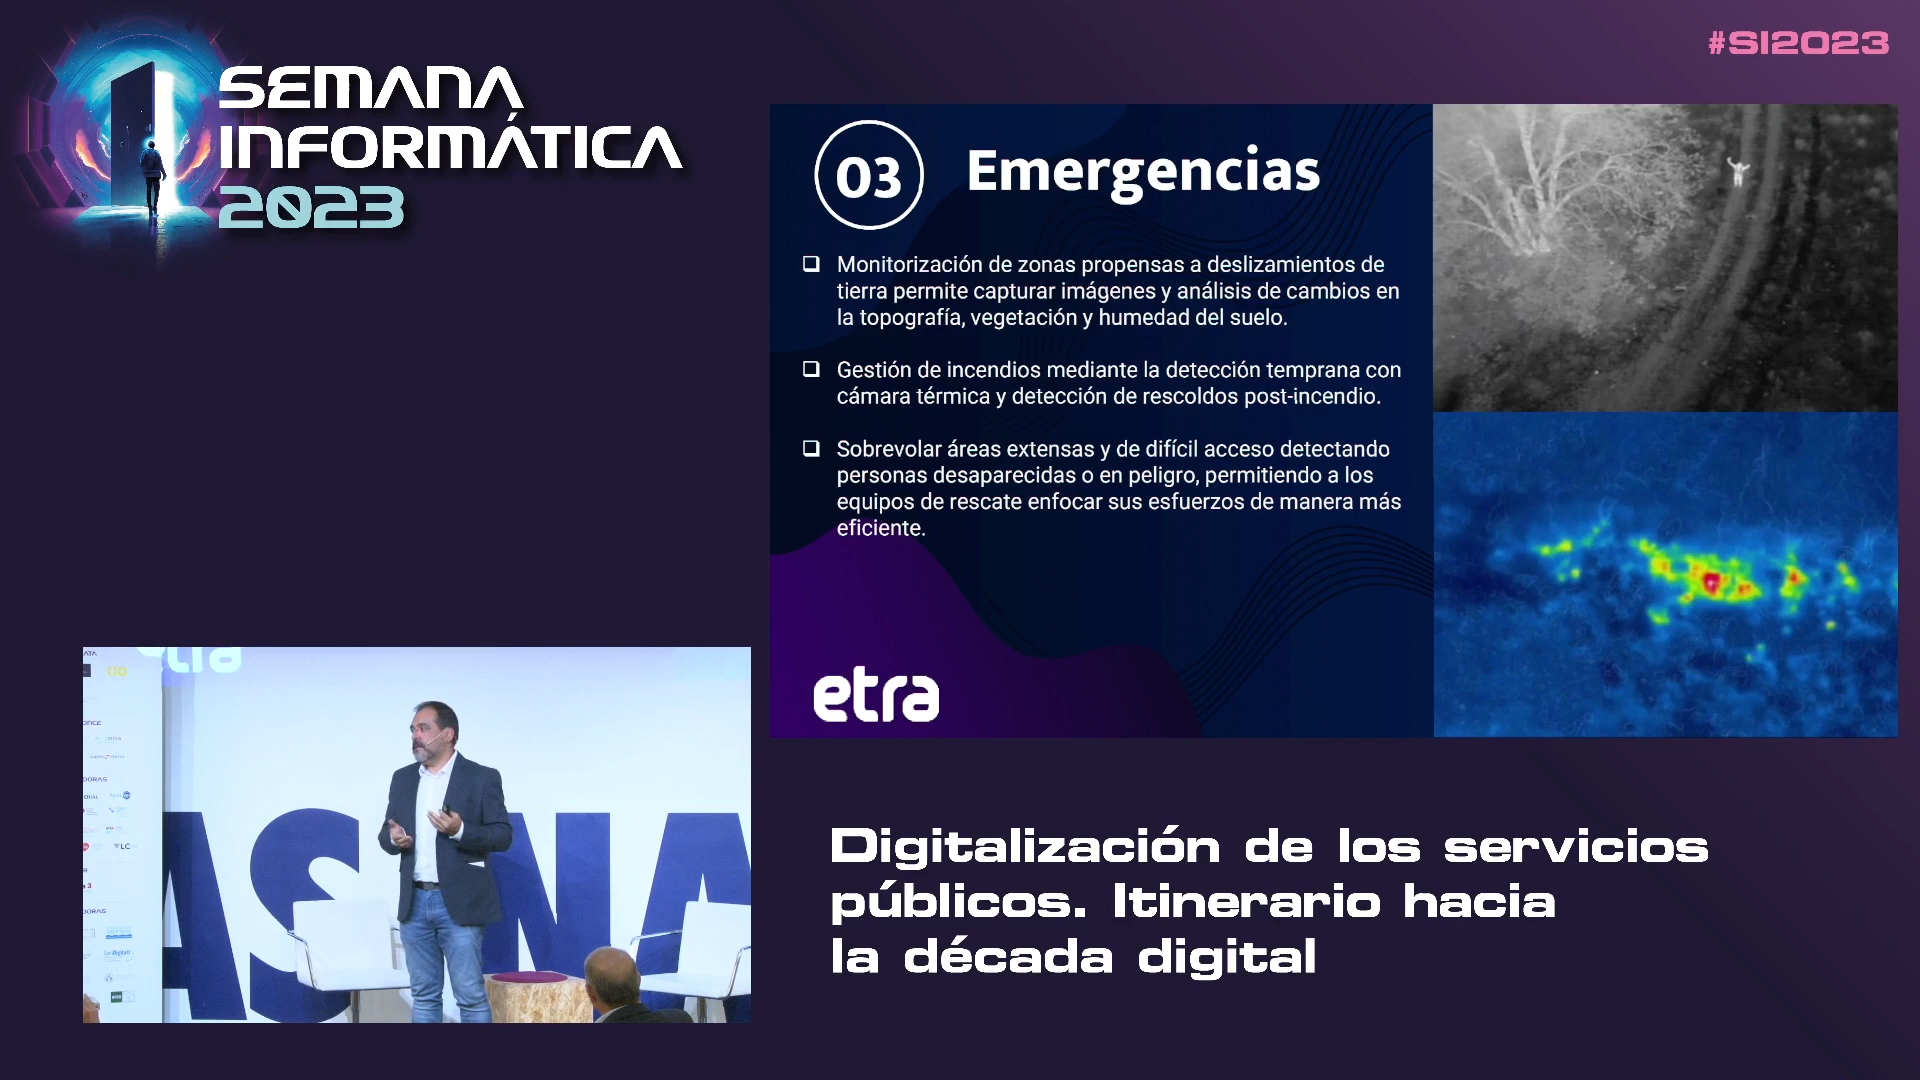 SEMANA
INFORMÁTICA
2023
#SI2023
03
Emergencias
❑ Monitorización de zonas propensas a deslizamientos de
tierra permite capturar imágenes y análisis de cambios en
la topografía, vegetación y humedad del suelo.
❑ Gestión de incendios mediante la detección temprana con
cámara térmica y detección de rescoldos post-incendio.
❑ Sobrevolar áreas extensas y de difícil acceso detectando
personas desaparecidas o en peligro, permitiendo a los
equipos de rescate enfocar sus esfuerzos de manera más
eficiente.
etra
etra
ASNA
Digitalización de los servicios
públicos. Itinerario hacia
la década digital